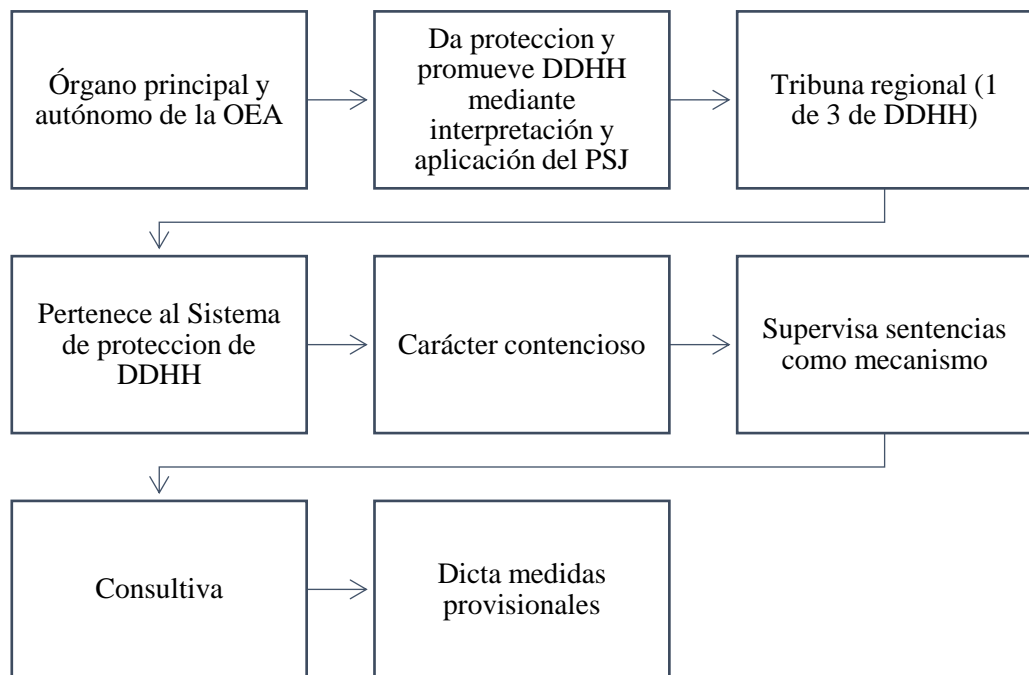 Órgano principal y
autónomo de la OEA
Da proteccion y
promueve DDHH
mediante
interpretación y
aplicación del PSJ
Tribuna regional (1
de 3 de DDHH)
Pertenece al Sistema
de proteccion de
DDHH
Carácter contencioso
Supervisa sentencias
como mecanismo
Consultiva
Dicta medidas
provisionales